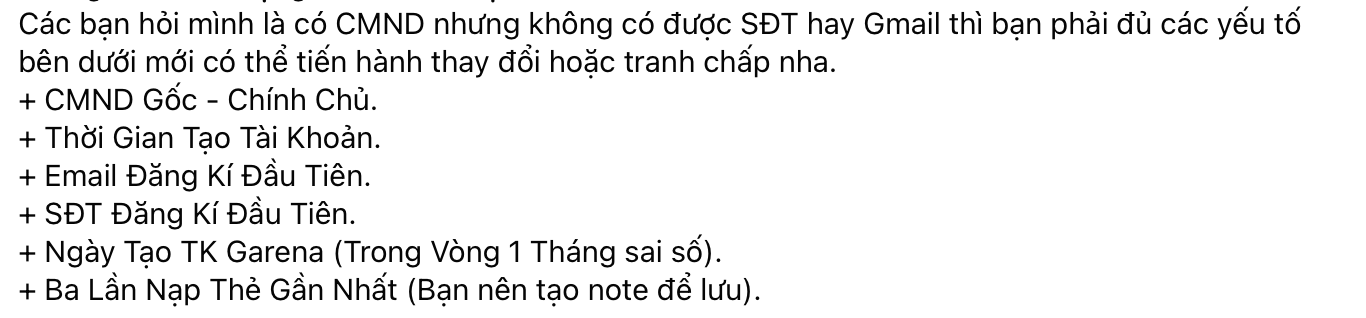 Các bạn hỏi mình là có CMND nhưng không có được SĐT hay Gmail thì bạn phải đủ các yếu tố
bên dưới mới có thể tiến hành thay đổi hoặc tranh chấp nha.
+ CMND Gốc - Chính Chủ.
+ Thời Gian Tạo Tài Khoản.
+ Email Đăng Kí Đầu Tiên.
+ SĐT Đăng Kí Đầu Tiên.
+ Ngày Tạo TK Garena (Trong Vòng 1 Tháng sai số).
+ Ba Lần Nạp Thẻ Gần Nhất (Bạn nên tạo note để lưu).